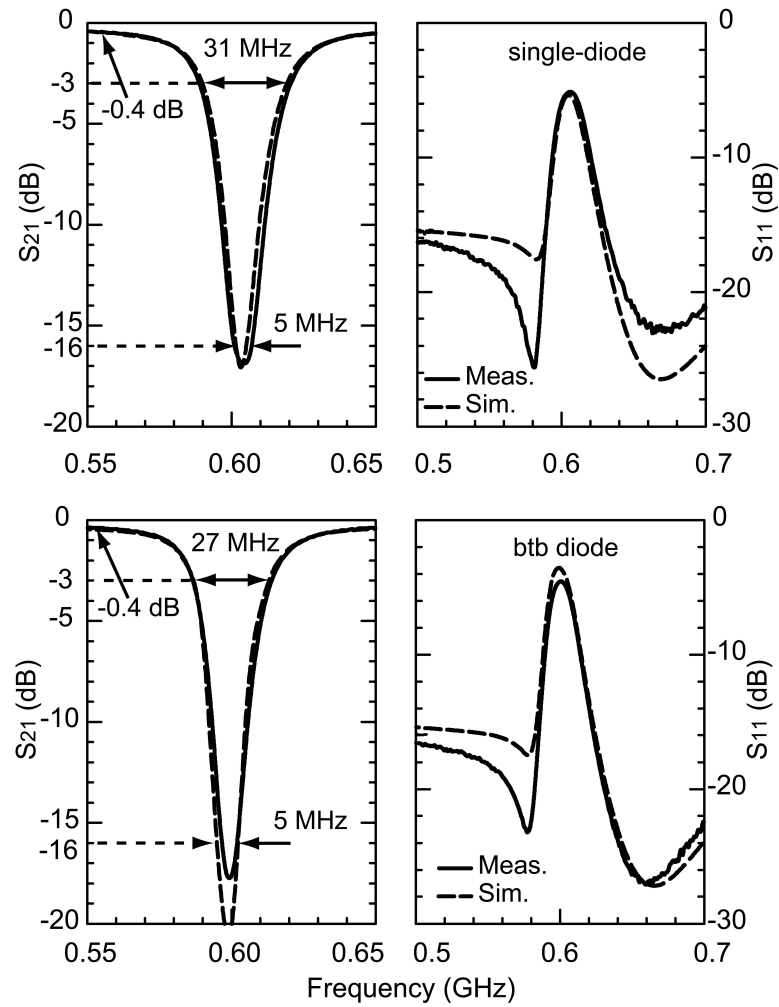 0
-3
-5
-10
-15
-16
-20
S21 (dB)
31 MHz
-0.4 dB
5 MHz
0.55
0.60
0.65
single-diode
Meas.
Sim.
0
-10
-20
-30
S11 (dB)
0.5
0.6
0.7
0
-3
-5
-10
-15
-16
-20
S21 (dB)
27 MHz
-0.4 dB
5 MHz
0.55
0.60
0.65
btb diode
Meas.
Sim.
0
-10
-20
-30
S11 (dB)
0.5
0.6
0.7
Frequency (GHz)